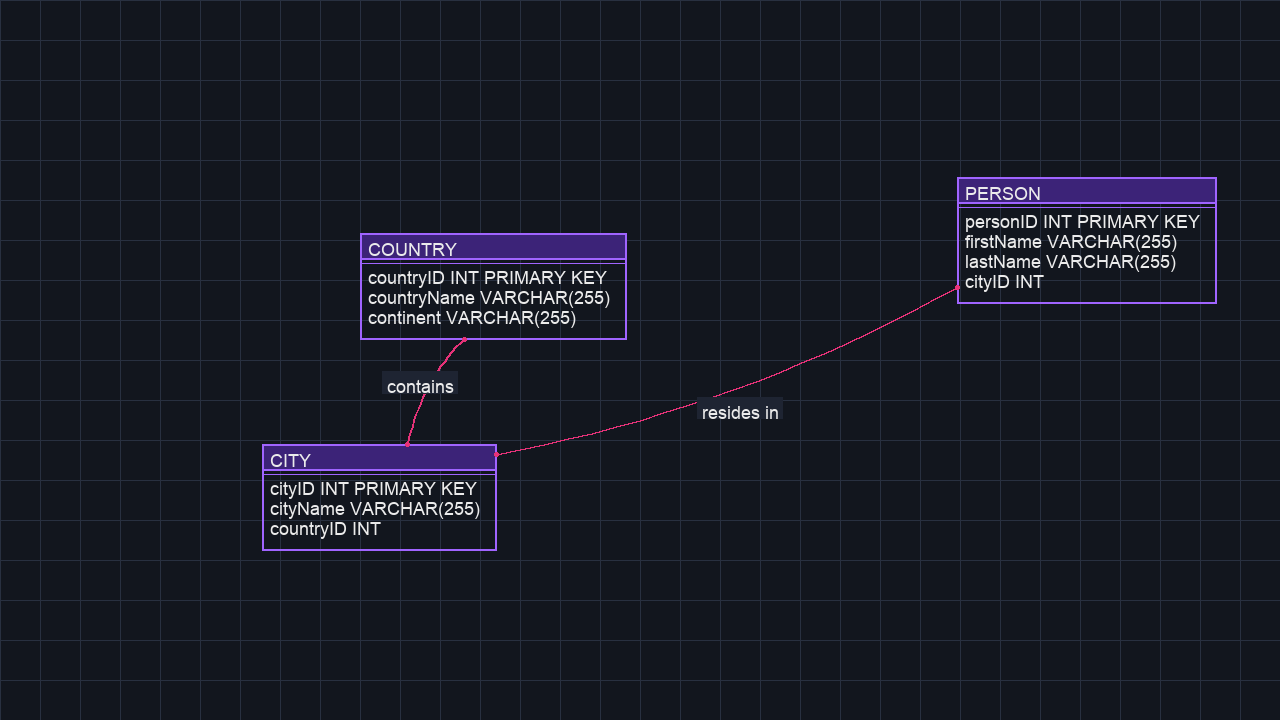 PERSON
personID INT PRIMARY KEY
firstName VARCHAR(255)
lastName VARCHAR(255)
cityID INT
COUNTRY
countryID INT PRIMARY KEY
countryName VARCHAR(255)
continent VARCHAR(255)
contains
resides in
CITY
cityID INT PRIMARY KEY
cityName VARCHAR(255)
countryID INT